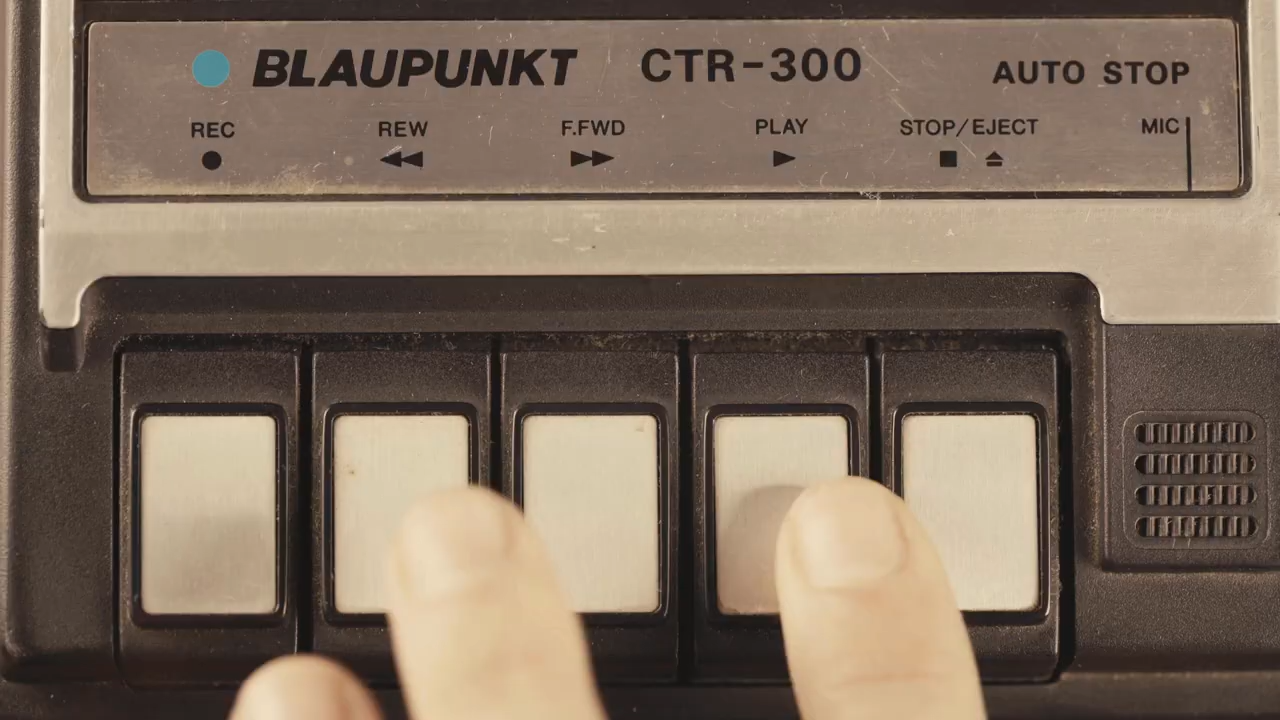 BLAUPUNKT CTR-300 AUTO STOP
REC REW F.FWD PLAY STOP/EJECT MIC